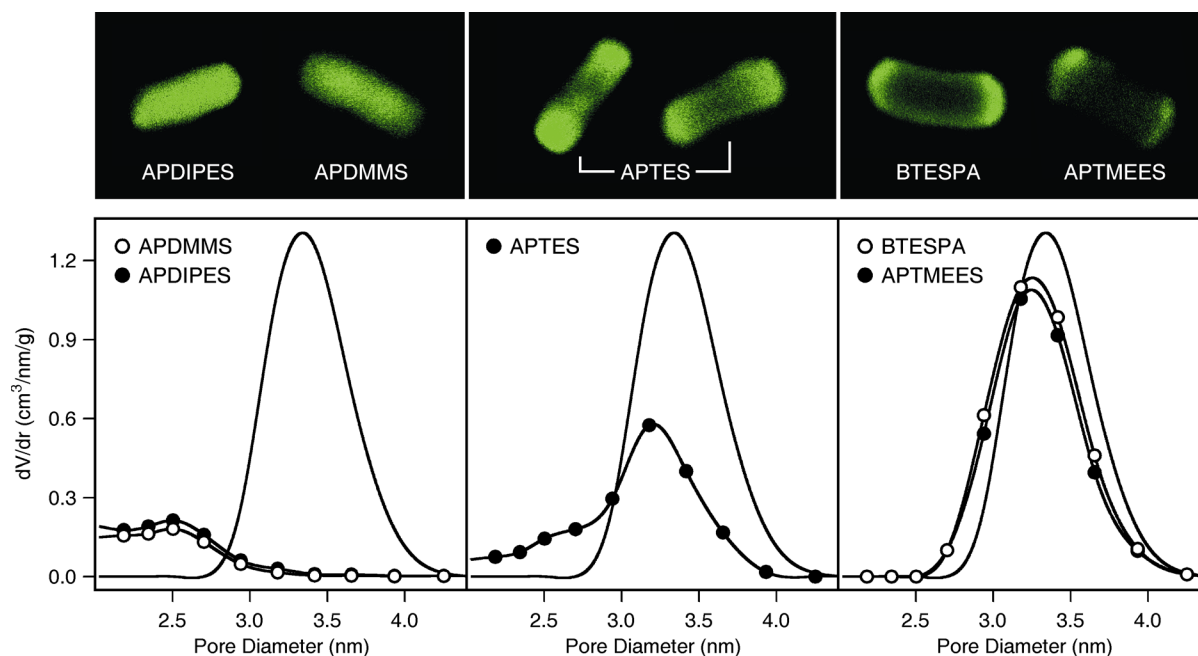 APDIPES
APDMMS
APTES
BTESPA
APTMEES
APDMMS
APDIPES
APTES
BTESPA
APTMEES
dV/dr (cm³/nm/g)
1.2
0.9
0.6
0.3
0.0
2.5 3.0 3.5 4.0
2.5 3.0 3.5 4.0
2.5 3.0 3.5 4.0
Pore Diameter (nm)
Pore Diameter (nm)
Pore Diameter (nm)